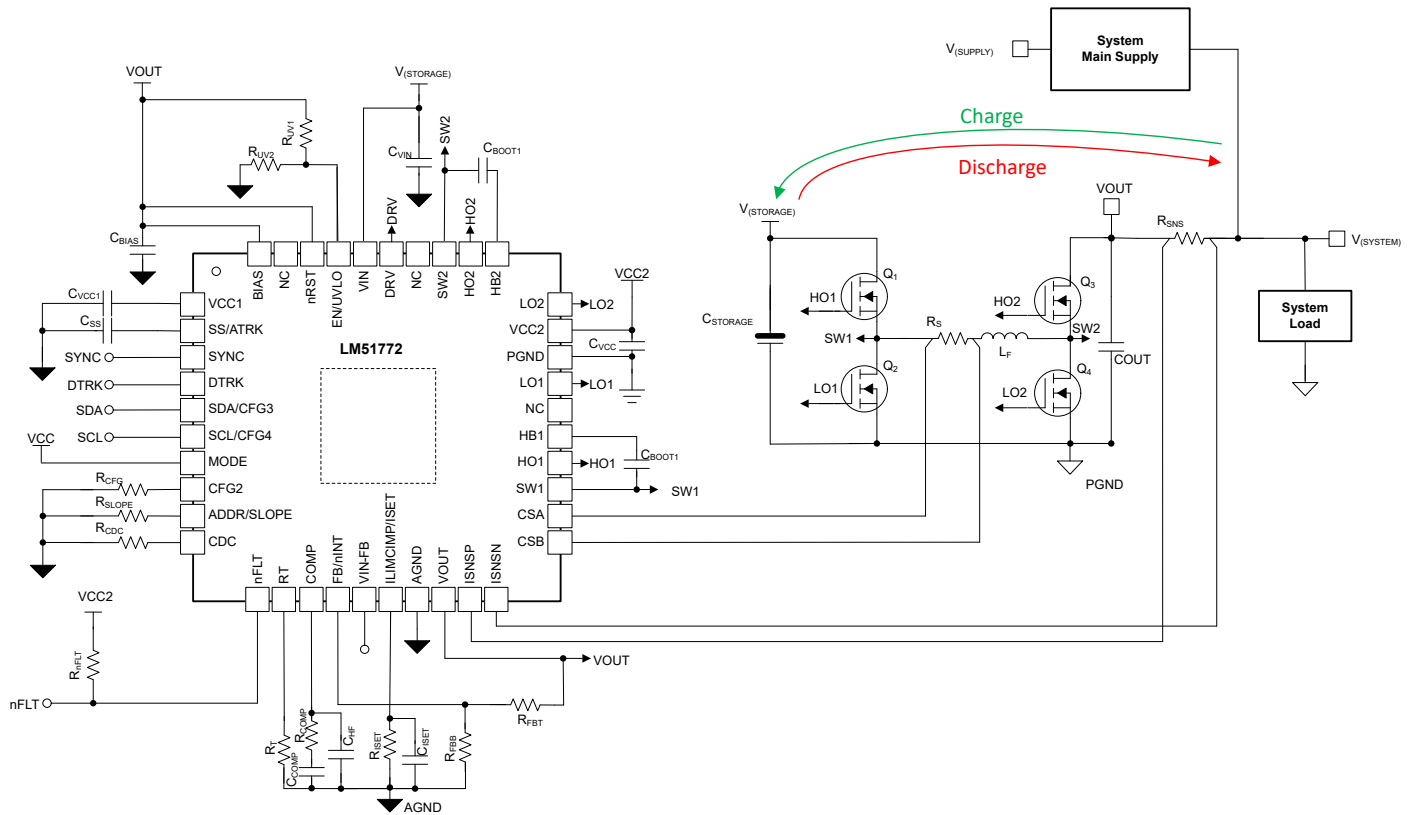 System
Main Supply
V(SUPPLY)
VOUT
V(STORAGE)
RUV1
RUV2
CVIN
SW2
CBOOT1
Charge
Discharge
DRV
HO2
CBIAS
BIAS
NC
nRST
EN/UVLO
VIN
DRV
NC
SW2
HO2
HB2
VCC2
V(STORAGE)
VOUT
RSNS
V(SYSTEM)
CVCC1
CSS
SYNC
DTRK
SDA
SCL
VCC
RCFG
RSLOPE
RCDC
VCC1
SS/ATRK
SYNC
DTRK
SDA/CFG3
SCL/CFG4
MODE
CFG2
ADDR/SLOPE
CDC
LM51772
LO2
VCC2
PGND
LO1
NC
HB1
HO1
SW1
CSA
CSB
LO2
CVCC
LO1
CBOOT1
HO1
SW1
CSTORAGE
Q1
HO1
SW1
Q2
LO1
RS
LF
Q3
HO2
SW2
Q4
LO2
COUT
PGND
System
Load
nFLT
RT
COMP
FB/nINT
VIN-FB
ILIMCIMP/ISET
AGND
VOUT
ISNSP
ISNSN
VCC2
RnFLT
nFLT
VOUT
RFBT
RT
RCOMP
CCOMP
CHF
RISET
CISET
RFBB
AGND